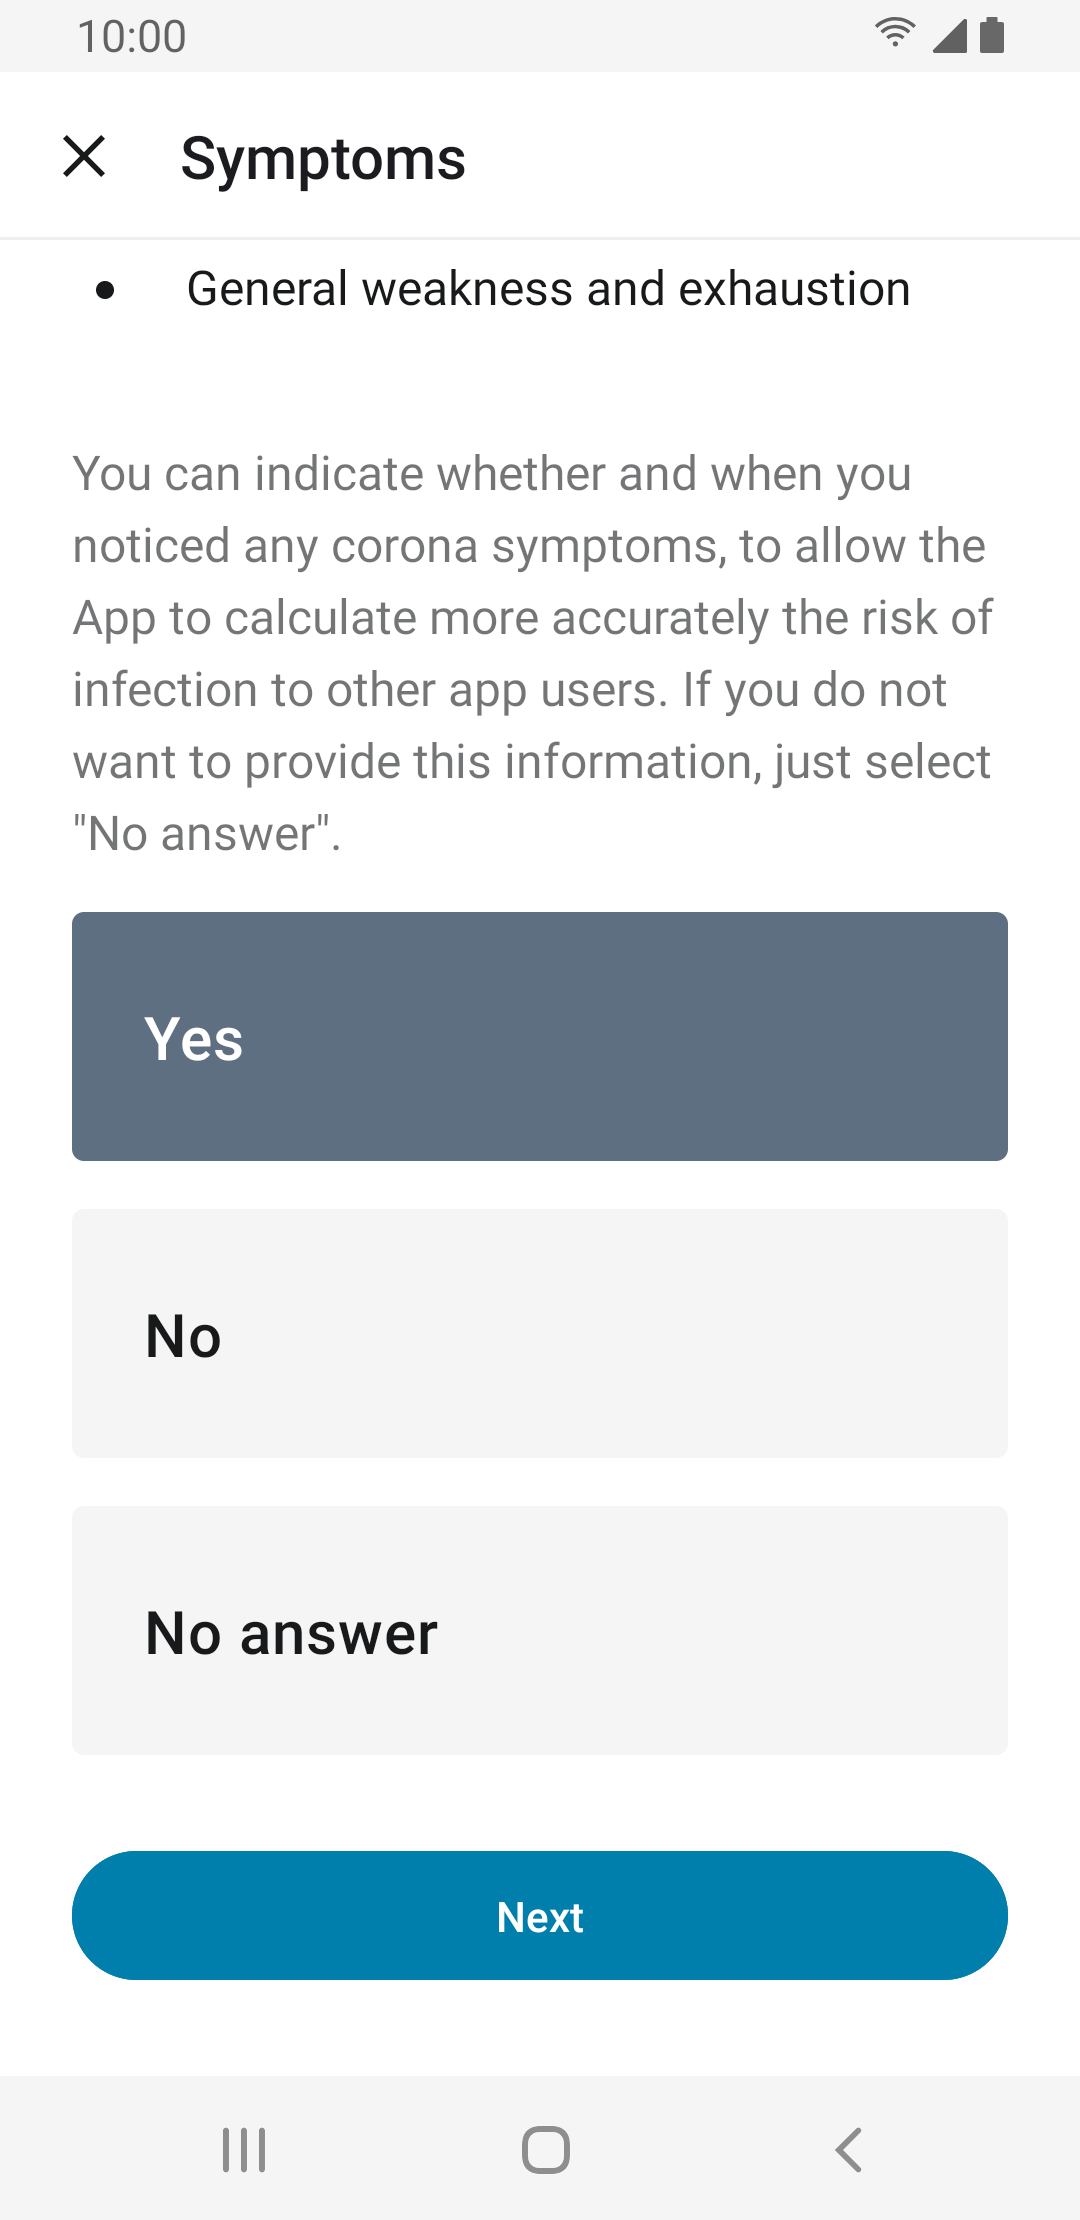 10:00
Symptoms
• General weakness and exhaustion
You can indicate whether and when you
noticed any corona symptoms, to allow the
App to calculate more accurately the risk of
infection to other app users. If you do not
want to provide this information, just select
"No answer".
Yes
No
No answer
Next